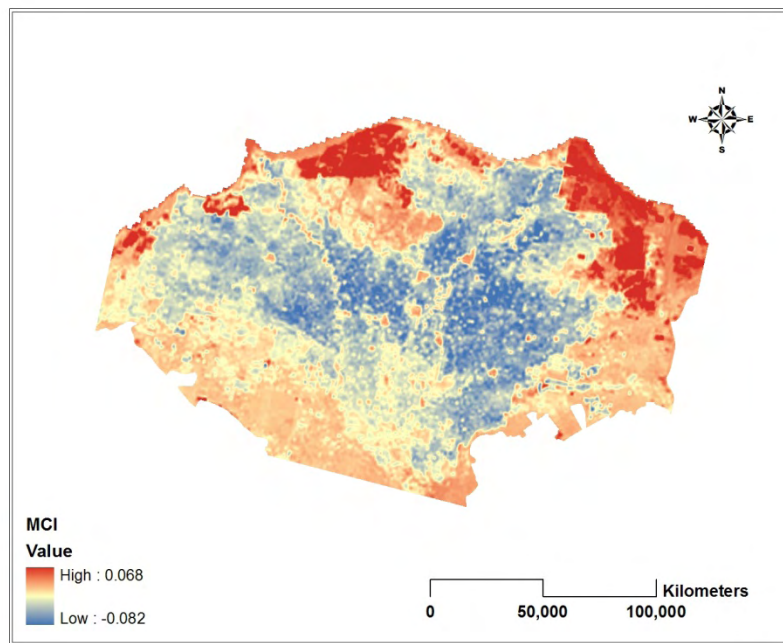 N
W E
S
MCI
Value
High : 0.068
Low : -0.082
Kilometers
0 50,000 100,000